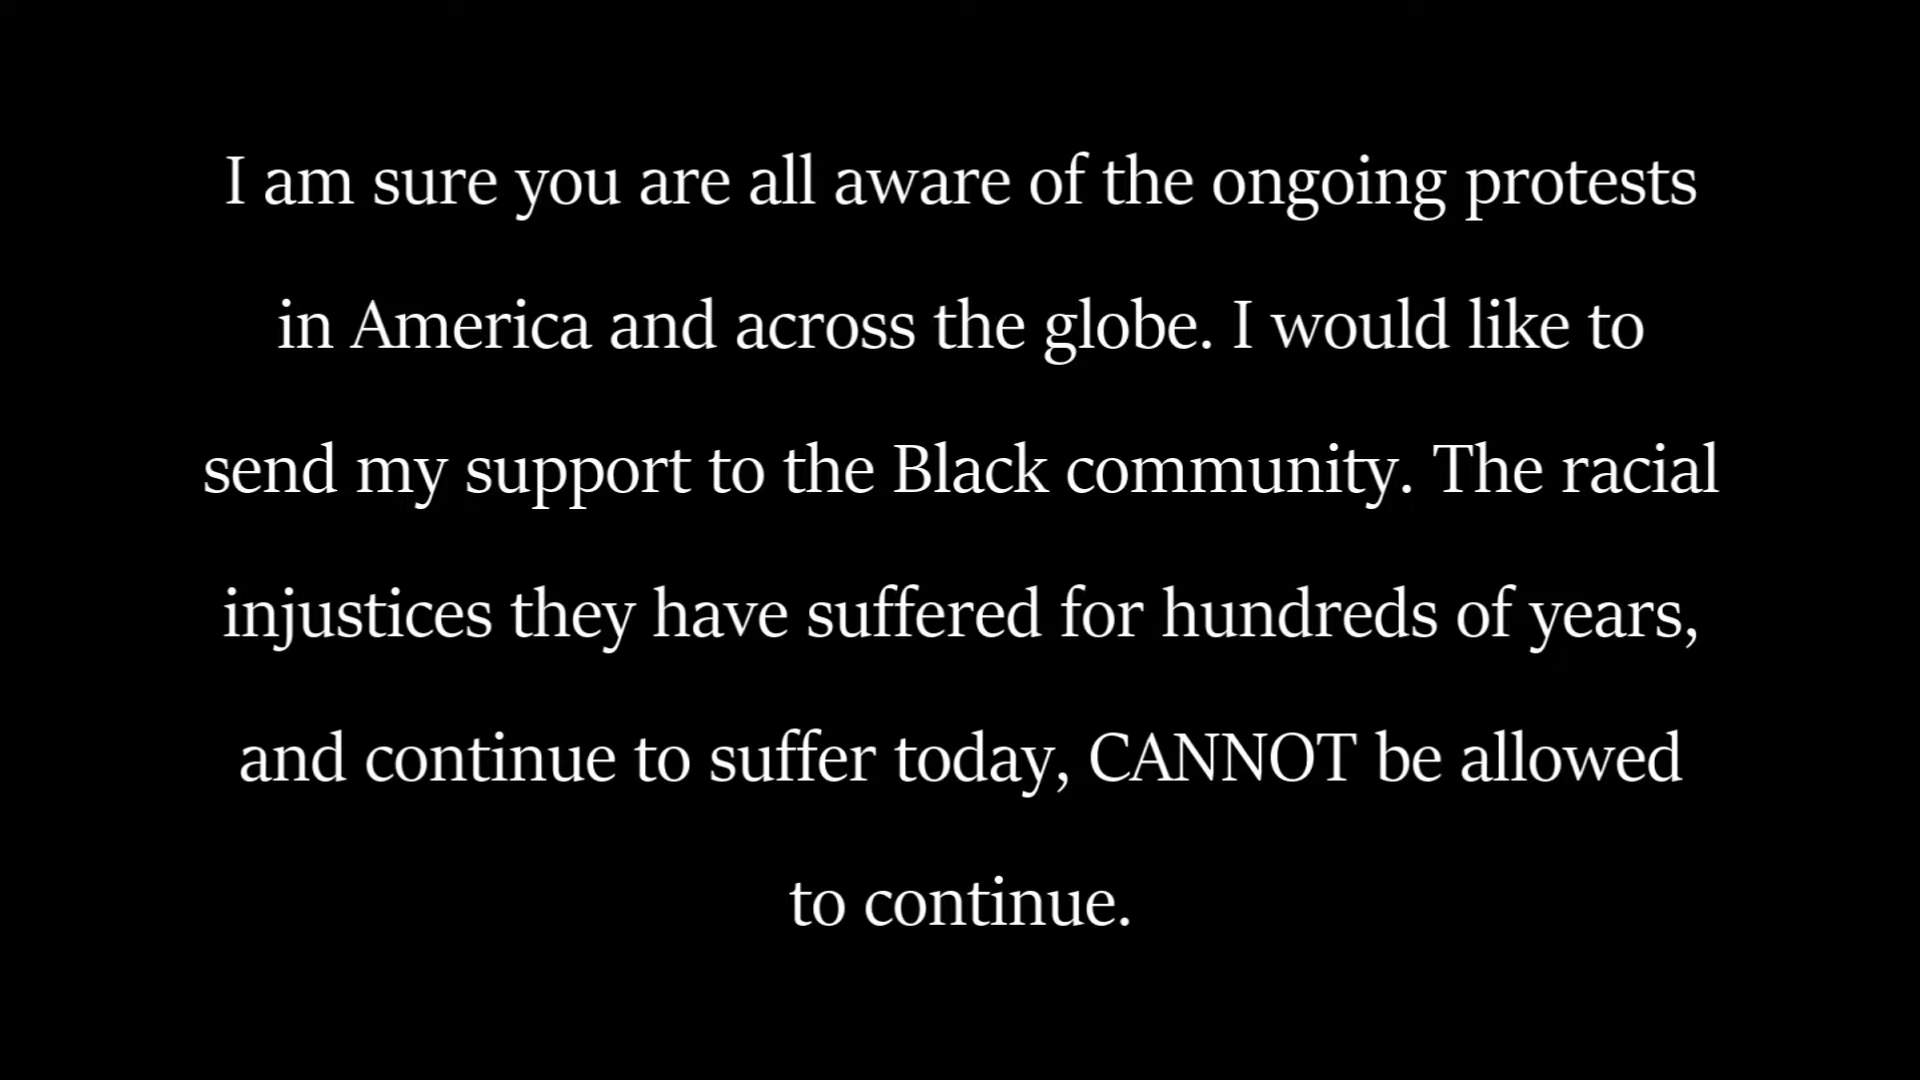 I am sure you are all aware of the ongoing protests
in America and across the globe. I would like to
send my support to the Black community. The racial
injustices they have suffered for hundreds of years,
and continue to suffer today, CANNOT be allowed
to continue.